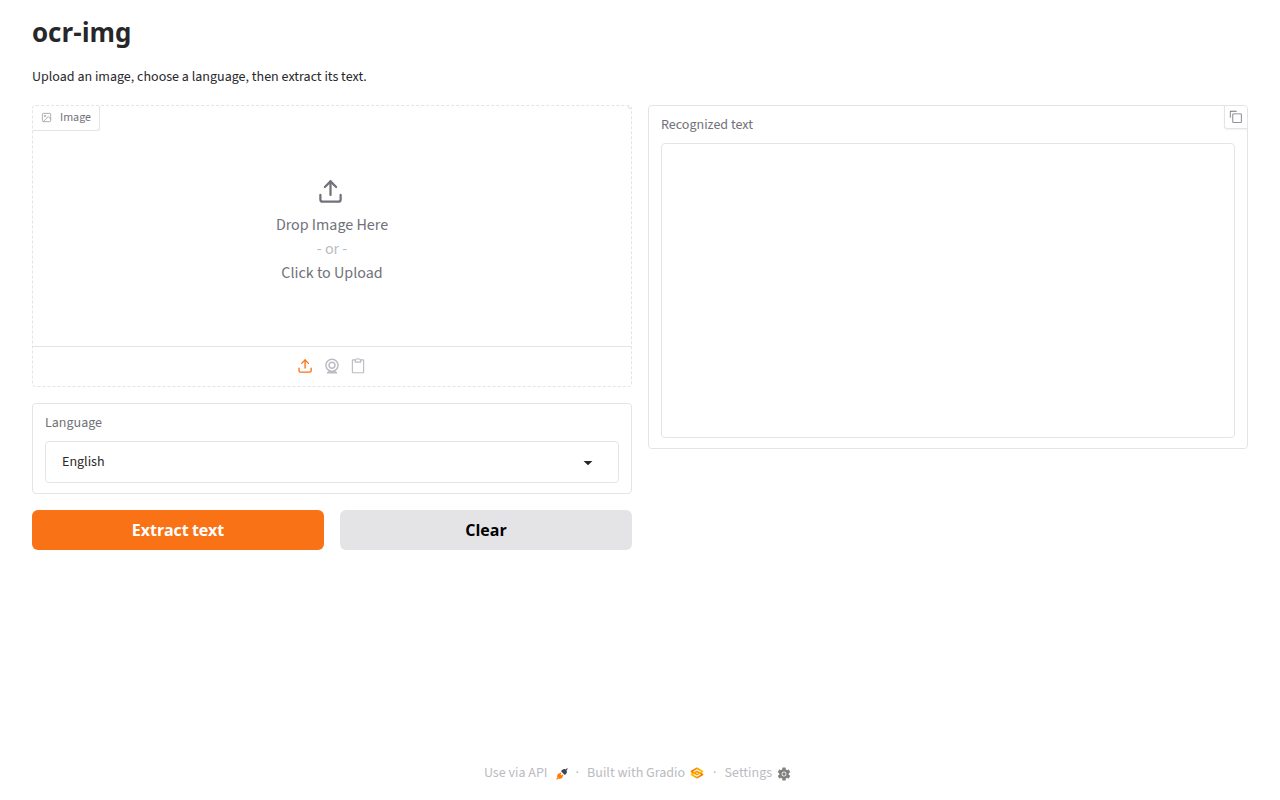 ocr-img
Upload an image, choose a language, then extract its text.
Image
Drop Image Here
- or -
Click to Upload
Language
English
Extract text
Clear
Recognized text
Use via API · Built with Gradio · Settings